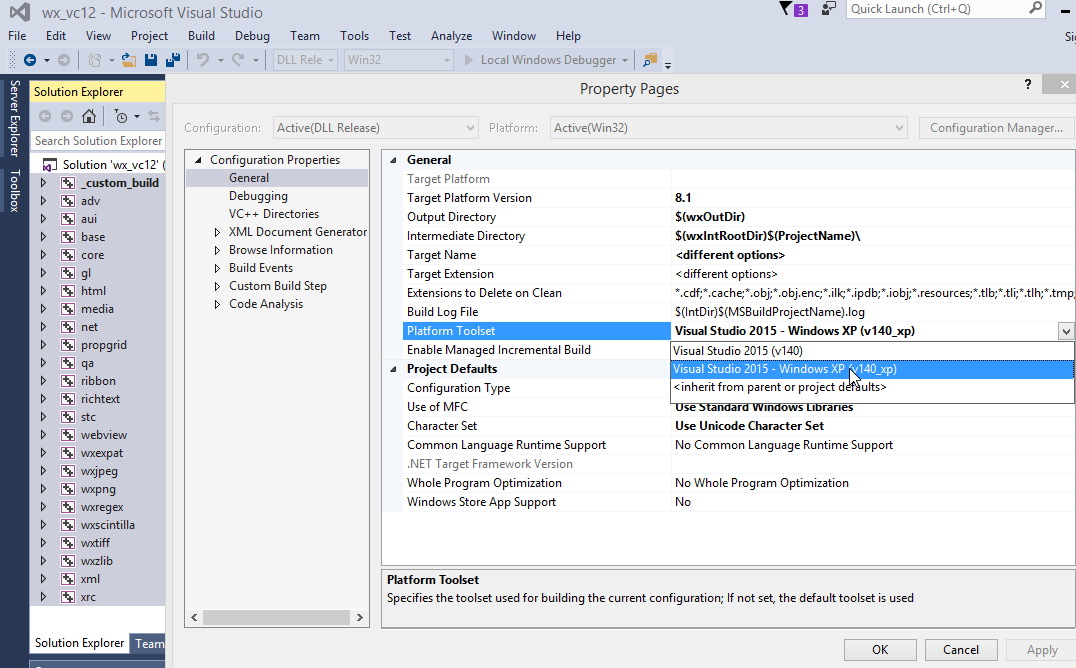 wx_vc12 - Microsoft Visual Studio
3
Quick Launch (Ctrl+Q)
File Edit View Project Build Debug Team Tools Test Analyze Window Help
DLL Rele Win32 Local Windows Debugger
Server Explorer
Toolbox
Solution Explorer
Search Solution Explorer
Solution 'wx_vc12' (
_custom_build
adv
aui
base
core
gl
html
media
net
propgrid
qa
ribbon
richtext
stc
webview
wxexpat
wxjpeg
wxpng
wxregex
wxscintilla
wxtiff
wxzlib
xml
xrc
Solution Explorer Team
Property Pages
? ×
Configuration: Active(DLL Release) Platform: Active(Win32) Configuration Manager...
Configuration Properties
General
Debugging
VC++ Directories
XML Document Generator
Browse Information
Build Events
Custom Build Step
Code Analysis
General
Target Platform
Target Platform Version 8.1
Output Directory $(wxOutDir)
Intermediate Directory $(wxIntRootDir)$(ProjectName)\
Target Name <different options>
Target Extension <different options>
Extensions to Delete on Clean *.cdf;*.cache;*.obj;*.obj.enc;*.ilk;*.ipdb;*.iobj;*.resources;*.tlb;*.tli;*.tlh;*.tmp;
Build Log File $(IntDir)$(MSBuildProjectName).log
Platform Toolset Visual Studio 2015 - Windows XP (v140_xp)
Enable Managed Incremental Build
Visual Studio 2015 (v140)
Visual Studio 2015 - Windows XP (v140_xp)
<inherit from parent or project defaults>
Project Defaults
Configuration Type
Use of MFC Use Standard Windows Libraries
Character Set Use Unicode Character Set
Common Language Runtime Support No Common Language Runtime Support
.NET Target Framework Version
Whole Program Optimization No Whole Program Optimization
Windows Store App Support No
Platform Toolset
Specifies the toolset used for building the current configuration; If not set, the default toolset is used
OK Cancel Apply